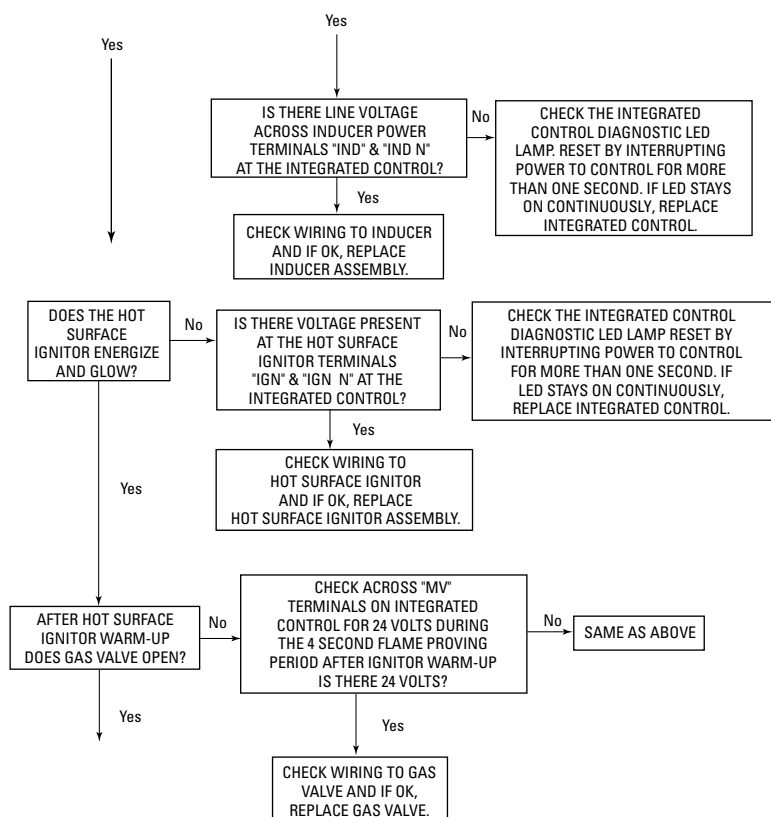 Yes
Yes
IS THERE LINE VOLTAGE
ACROSS INDUCER POWER
TERMINALS "IND" & "IND N"
AT THE INTEGRATED CONTROL?
No
CHECK THE INTEGRATED
CONTROL DIAGNOSTIC LED
LAMP. RESET BY INTERRUPTING
POWER TO CONTROL FOR MORE
THAN ONE SECOND. IF LED STAYS
ON CONTINUOUSLY, REPLACE
INTEGRATED CONTROL.
Yes
CHECK WIRING TO INDUCER
AND IF OK, REPLACE
INDUCER ASSEMBLY.
DOES THE HOT
SURFACE
IGNITOR ENERGIZE
AND GLOW?
No
IS THERE VOLTAGE PRESENT
AT THE HOT SURFACE
IGNITOR TERMINALS
"IGN" & "IGN N" AT THE
INTEGRATED CONTROL?
No
CHECK THE INTEGRATED CONTROL
DIAGNOSTIC LED LAMP RESET BY
INTERRUPTING POWER TO CONTROL
FOR MORE THAN ONE SECOND. IF
LED STAYS ON CONTINUOUSLY,
REPLACE INTEGRATED CONTROL.
Yes
CHECK WIRING TO
HOT SURFACE IGNITOR
AND IF OK, REPLACE
HOT SURFACE IGNITOR ASSEMBLY.
Yes
AFTER HOT SURFACE
IGNITOR WARM-UP
DOES GAS VALVE OPEN?
No
CHECK ACROSS "MV"
TERMINALS ON INTEGRATED
CONTROL FOR 24 VOLTS DURING
THE 4 SECOND FLAME PROVING
PERIOD AFTER IGNITOR WARM-UP
IS THERE 24 VOLTS?
No
SAME AS ABOVE
Yes
Yes
CHECK WIRING TO GAS
VALVE AND IF OK,
REPLACE GAS VALVE.